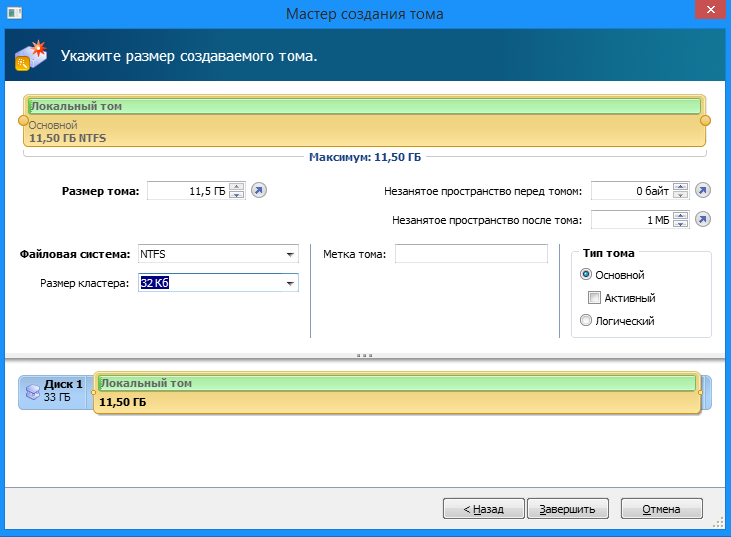 Мастер создания тома
Укажите размер создаваемого тома.
Локальный том
Основной
11,50 ГБ NTFS
Максимум: 11,50 ГБ
Размер тома: 11,5 ГБ
Незанятое пространство перед томом: 0 байт
Незанятое пространство после тома: 1 МБ
Файловая система: NTFS
Размер кластера: 32 Кб
Метка тома:
Тип тома
Основной
Активный
Логический
Диск 1
33 ГБ
Локальный том
11,50 ГБ
< Назад
Завершить
Отмена